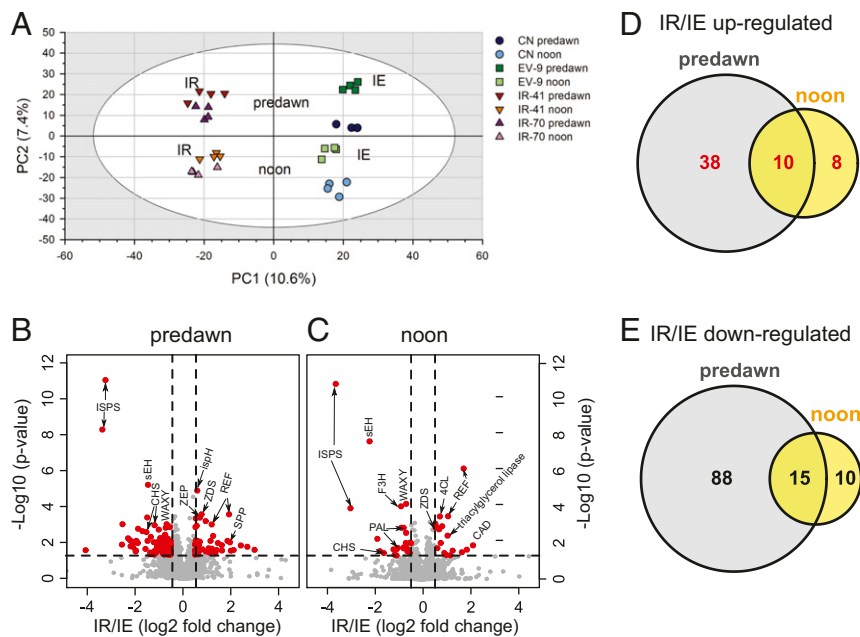 A
50
40
30
20
10
0
-10
-20
-30
-40
-50
PC2 (7.4%)
-60
-40
-20
0
20
40
60
PC1 (10.6%)
IR
predawn
IE
IR
noon
IE
CN predawn
CN noon
EV-9 predawn
EV-9 noon
IR-41 predawn
IR-41 noon
IR-70 predawn
IR-70 noon
D IR/IE up-regulated
predawn
noon
38
10
8
B predawn
12
10
8
6
4
2
0
-Log10 (p-value)
-4
-2
0
2
4
IR/IE (log2 fold change)
ISPS
sEH
CHS
WAXY
ZEP
ispH
ZDS
REF
SPP
C noon
ISPS
sEH
F3H
WAXY
PAL
CHS
ZDS
4CL
REF
triacylglycerol lipase
CAD
-4
-2
0
2
4
IR/IE (log2 fold change)
12
10
8
6
4
2
0
-Log10 (p-value)
E IR/IE down-regulated
predawn
noon
88
15
10